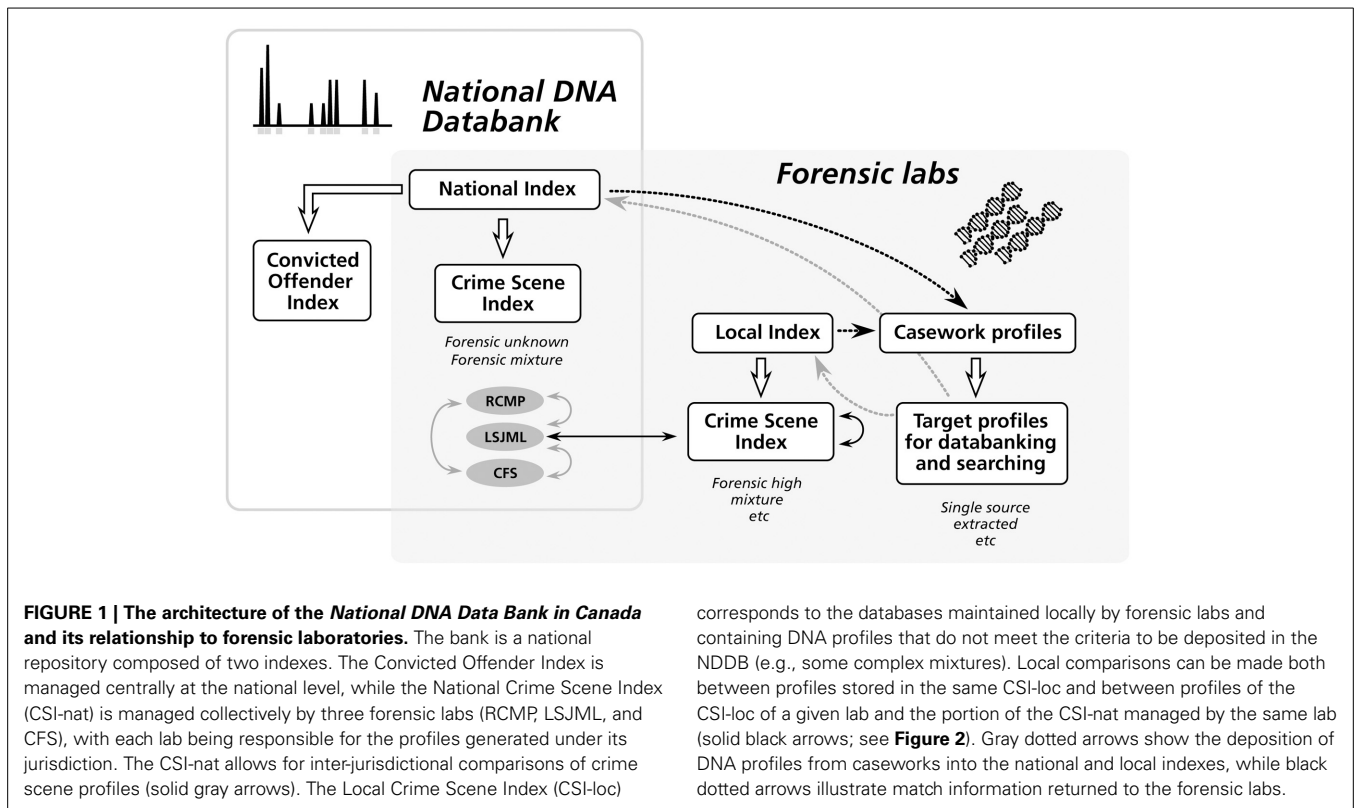 National DNA
Databank
Forensic labs
National Index
Convicted
Offender
Index
Crime Scene
Index
Forensic unknown
Forensic mixture
RCMP
LSJML
CFS
Local Index
Casework profiles
Crime Scene
Index
Forensic high
mixture
etc
Target profiles
for databanking
and searching
Single source
extracted
etc
FIGURE 1 | The architecture of the National DNA Data Bank in Canada
and its relationship to forensic laboratories. The bank is a national
repository composed of two indexes. The Convicted Offender Index is
managed centrally at the national level, while the National Crime Scene Index
(CSI-nat) is managed collectively by three forensic labs (RCMP, LSJML, and
CFS), with each lab being responsible for the profiles generated under its
jurisdiction. The CSI-nat allows for inter-jurisdictional comparisons of crime
scene profiles (solid gray arrows). The Local Crime Scene Index (CSI-loc)
corresponds to the databases maintained locally by forensic labs and
containing DNA profiles that do not meet the criteria to be deposited in the
NDDB (e.g., some complex mixtures). Local comparisons can be made both
between profiles stored in the same CSI-loc and between profiles of the
CSI-loc of a given lab and the portion of the CSI-nat managed by the same lab
(solid black arrows; see Figure 2). Gray dotted arrows show the deposition of
DNA profiles from caseworks into the national and local indexes, while black
dotted arrows illustrate match information returned to the forensic labs.